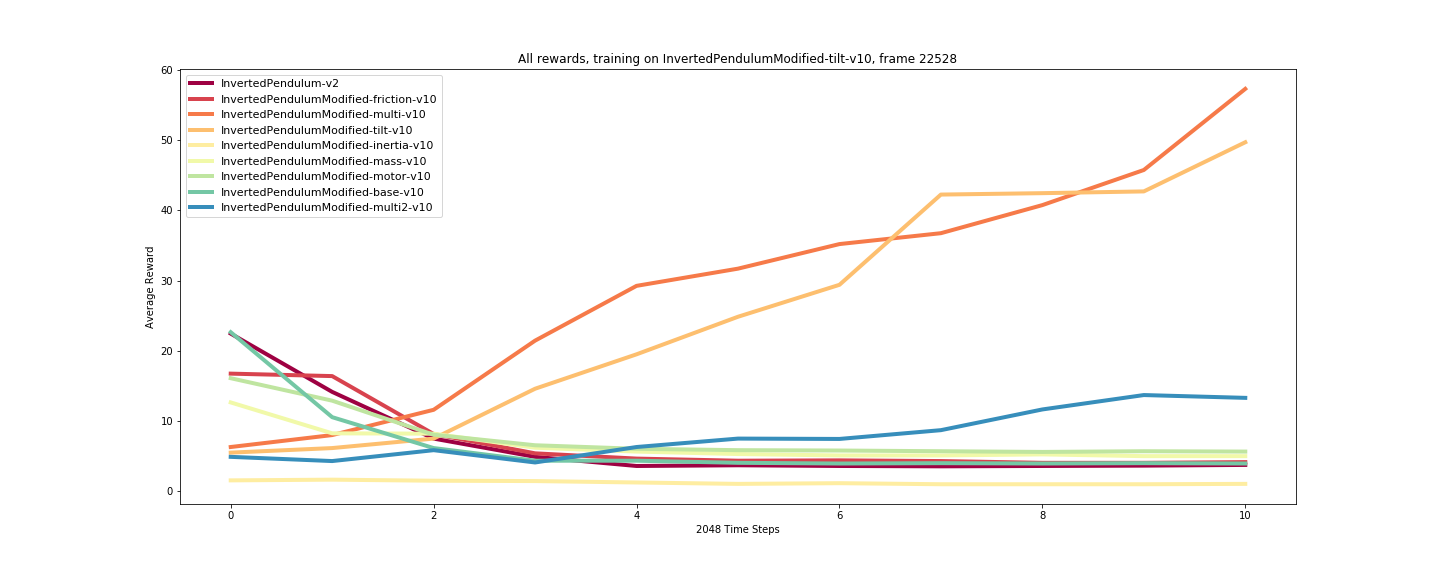 All rewards, training on InvertedPendulumModified-tilt-v10, frame 22528
60
50
40
30
20
10
0
Average Reward
InvertedPendulum-v2
InvertedPendulumModified-friction-v10
InvertedPendulumModified-multi-v10
InvertedPendulumModified-tilt-v10
InvertedPendulumModified-inertia-v10
InvertedPendulumModified-mass-v10
InvertedPendulumModified-motor-v10
InvertedPendulumModified-base-v10
InvertedPendulumModified-multi2-v10
0 2 4 6 8 10
2048 Time Steps